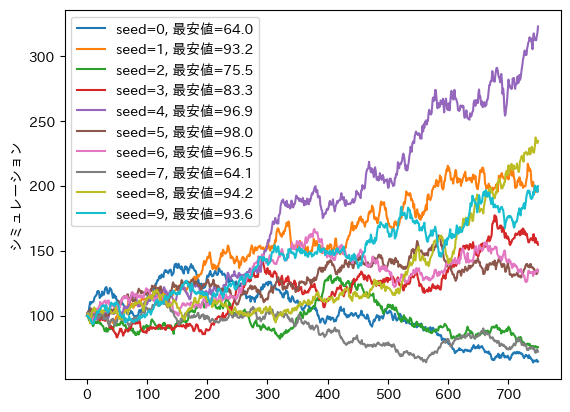 seed=0, 最安値=64.0
seed=1, 最安値=93.2
seed=2, 最安値=75.5
seed=3, 最安値=83.3
seed=4, 最安値=96.9
seed=5, 最安値=98.0
seed=6, 最安値=96.5
seed=7, 最安値=64.1
seed=8, 最安値=94.2
seed=9, 最安値=93.6
シミュレーション
300
250
200
150
100
0 100 200 300 400 500 600 700